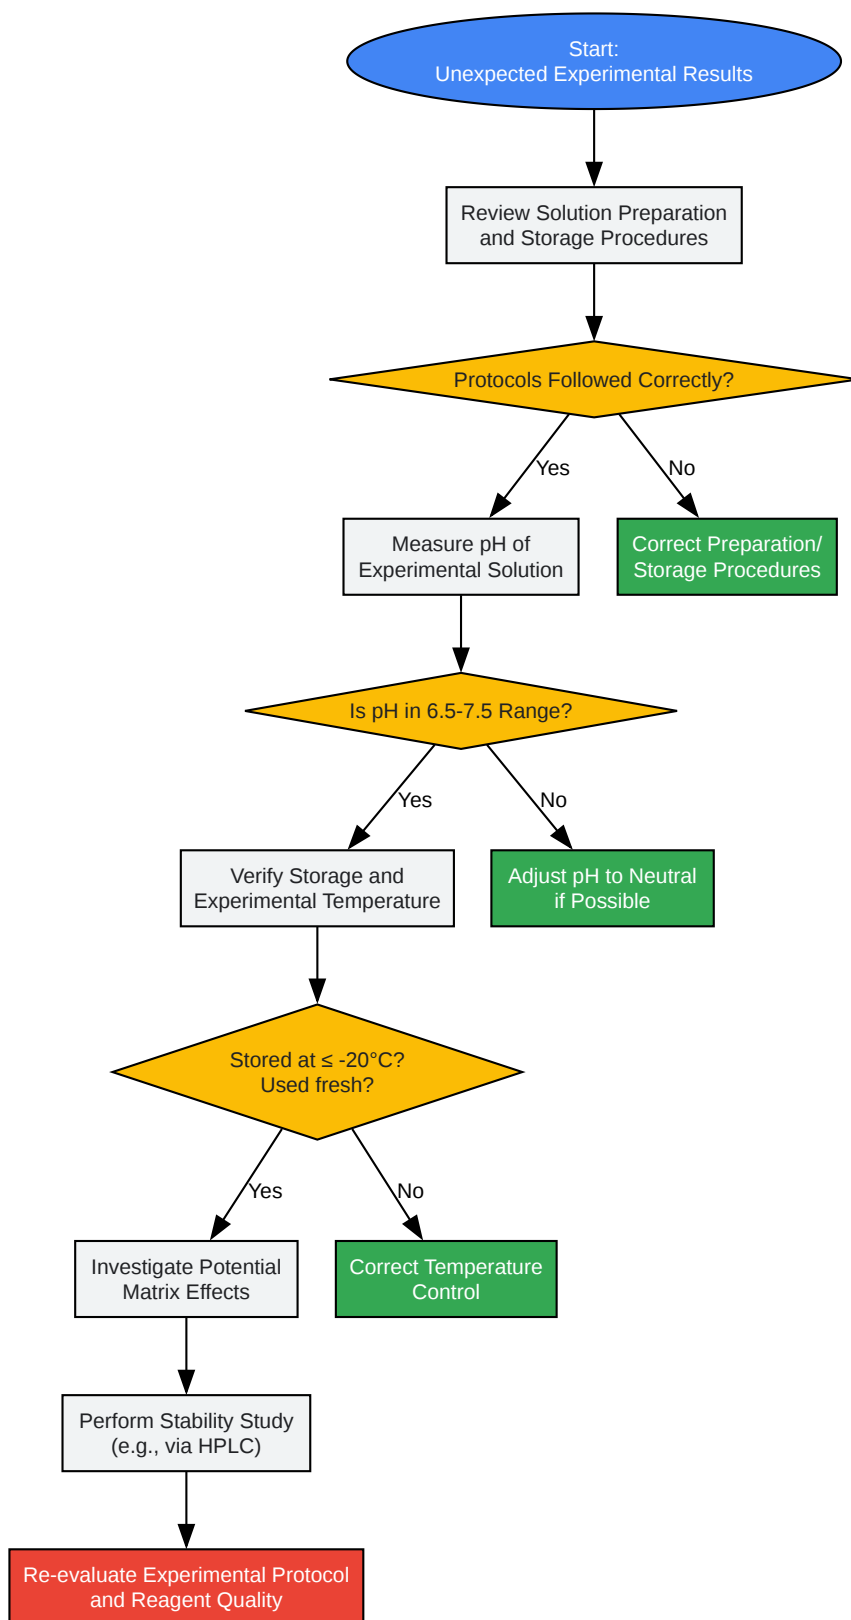 Start:
Unexpected Experimental Results
Review Solution Preparation
and Storage Procedures
Protocols Followed Correctly?
Yes
No
Measure pH of
Experimental Solution
Correct Preparation/
Storage Procedures
Is pH in 6.5-7.5 Range?
Yes
No
Verify Storage and
Experimental Temperature
Adjust pH to Neutral
if Possible
Stored at ≤ -20°C?
Used fresh?
Yes
No
Investigate Potential
Matrix Effects
Correct Temperature
Control
Perform Stability Study
(e.g., via HPLC)
Re-evaluate Experimental Protocol
and Reagent Quality